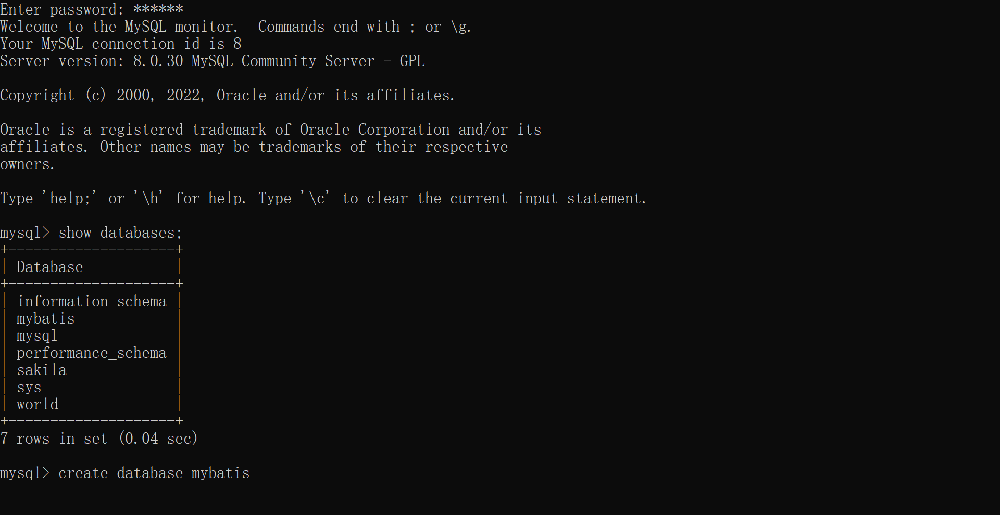 Enter password: ******
Welcome to the MySQL monitor.  Commands end with ; or \g.
Your MySQL connection id is 8
Server version: 8.0.30 MySQL Community Server - GPL

Copyright (c) 2000, 2022, Oracle and/or its affiliates.

Oracle is a registered trademark of Oracle Corporation and/or its
affiliates. Other names may be trademarks of their respective
owners.

Type 'help;' or '\h' for help. Type '\c' to clear the current input statement.

mysql> show databases;
+--------------------+
| Database           |
+--------------------+
| information_schema |
| mybatis            |
| mysql              |
| performance_schema |
| sakila             |
| sys                |
| world              |
+--------------------+
7 rows in set (0.04 sec)

mysql> create database mybatis